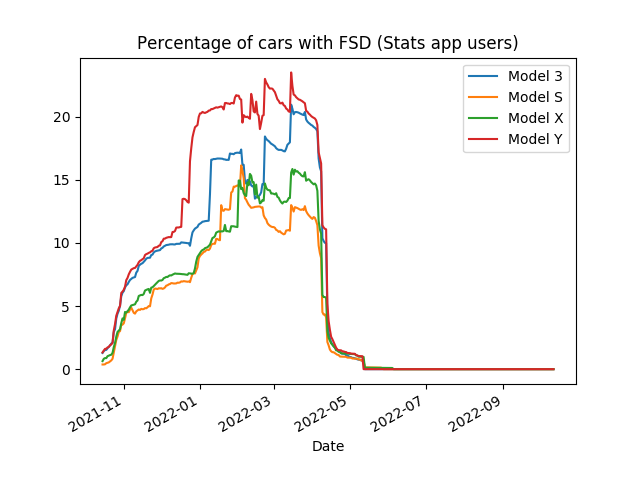 Percentage of cars with FSD (Stats app users)
Model 3
Model S
Model X
Model Y
20
15
10
5
0
2021-11
2022-01
2022-03
2022-05
2022-07
2022-09
Date